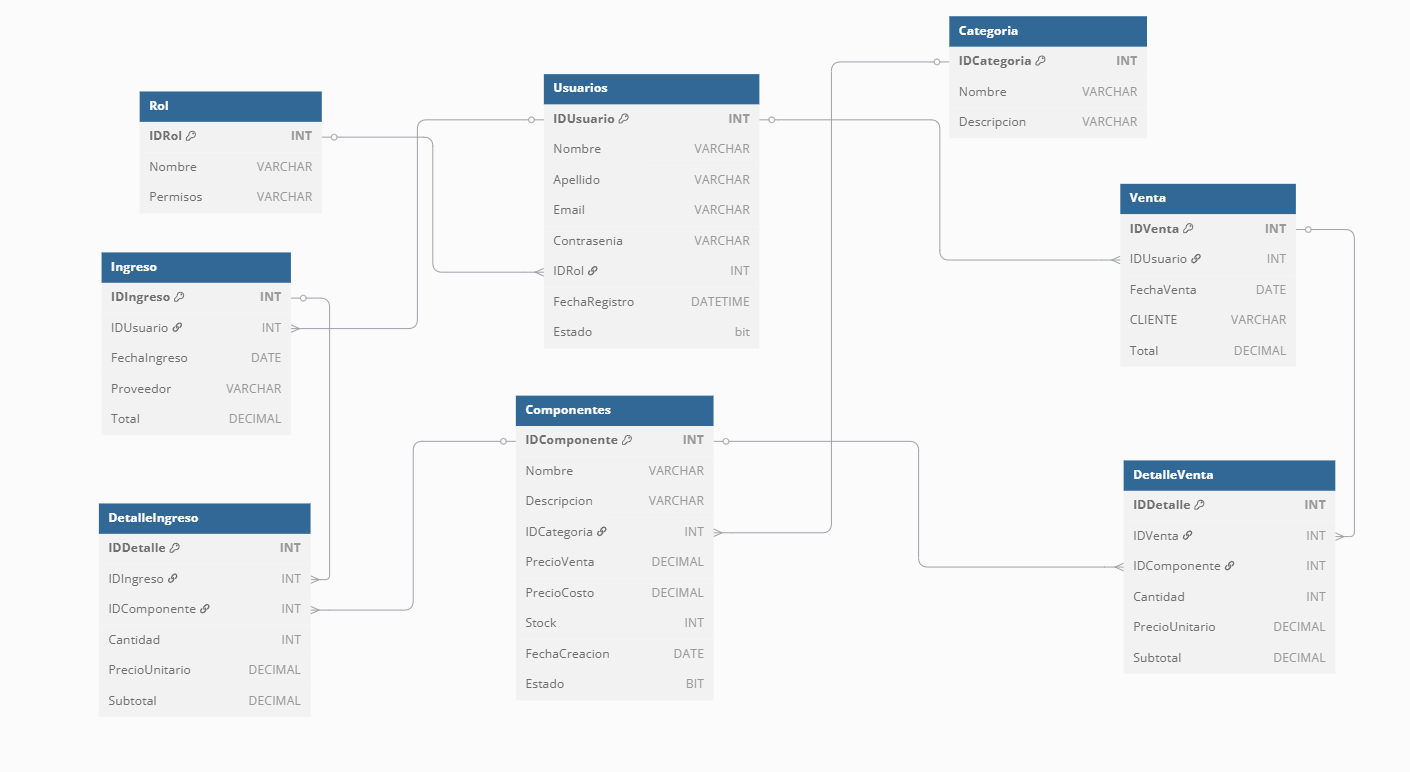 Categoria
IDCategoria INT
Nombre VARCHAR
Descripcion VARCHAR
Usuarios
IDUsuario INT
Nombre VARCHAR
Apellido VARCHAR
Email VARCHAR
Contrasenia VARCHAR
IDRol INT
FechaRegistro DATETIME
Estado bit
Rol
IDRol INT
Nombre VARCHAR
Permisos VARCHAR
Venta
IDVenta INT
IDUsuario INT
FechaVenta DATE
CLIENTE VARCHAR
Total DECIMAL
Ingreso
IDIngreso INT
IDUsuario INT
FechaIngreso DATE
Proveedor VARCHAR
Total DECIMAL
Componentes
IDComponente INT
Nombre VARCHAR
Descripcion VARCHAR
IDCategoria INT
PrecioVenta DECIMAL
PrecioCosto DECIMAL
Stock INT
FechaCreacion DATE
Estado BIT
DetalleVenta
IDDetalle INT
IDVenta INT
IDComponente INT
Cantidad INT
PrecioUnitario DECIMAL
Subtotal DECIMAL
DetalleIngreso
IDDetalle INT
IDIngreso INT
IDComponente INT
Cantidad INT
PrecioUnitario DECIMAL
Subtotal DECIMAL